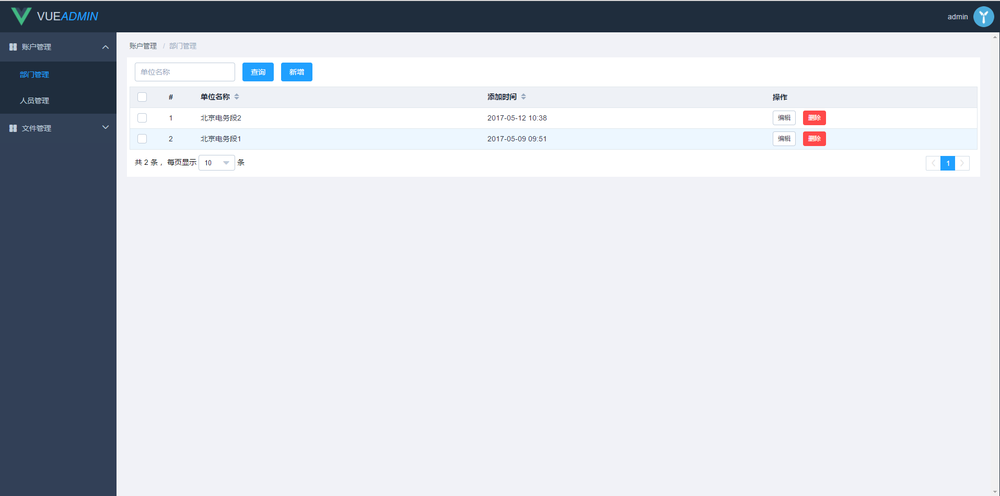 VUEADMIN
admin
账户管理
部门管理
人员管理
文件管理
账户管理 / 部门管理
单位名称 查询 新增
# 单位名称 添加时间 操作
1 北京电务段2 2017-05-12 10:38 编辑 删除
2 北京电务段1 2017-05-09 09:51 编辑 删除
共 2 条 ，每页显示 10 条 1